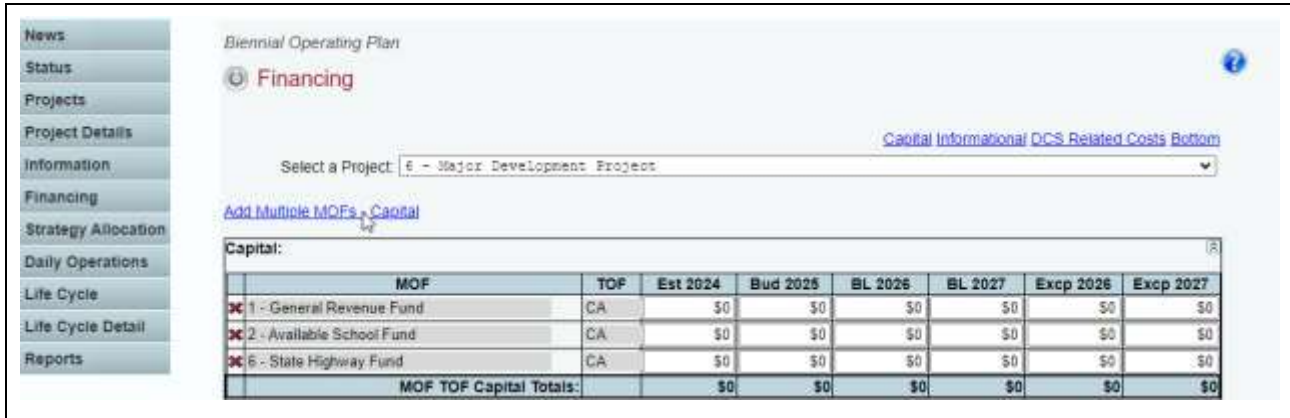 News
Status
Projects
Project Details
Information
Financing
Strategy Allocation
Daily Operations
Life Cycle
Life Cycle Detail
Reports
Biennial Operating Plan
Financing
Capital Informational DCS Related Costs Bottom
Select a Project: 6 - Major Development Project
Add Multiple MOFs - Capital
Capital:
MOF TOF Est 2024 Bud 2025 BL 2026 BL 2027 Excp 2026 Excp 2027
1 - General Revenue Fund CA $0 $0 $0 $0 $0 $0
2 - Available School Fund CA $0 $0 $0 $0 $0 $0
6 - State Highway Fund CA $0 $0 $0 $0 $0 $0
MOF TOF Capital Totals: $0 $0 $0 $0 $0 $0